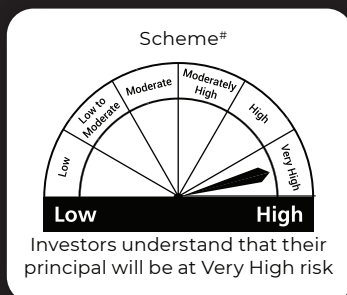 Scheme#
Low
Low to
Moderate
Moderate
Moderately
High
High
Very High
Low
High
Investors understand that their
principal will be at Very High risk